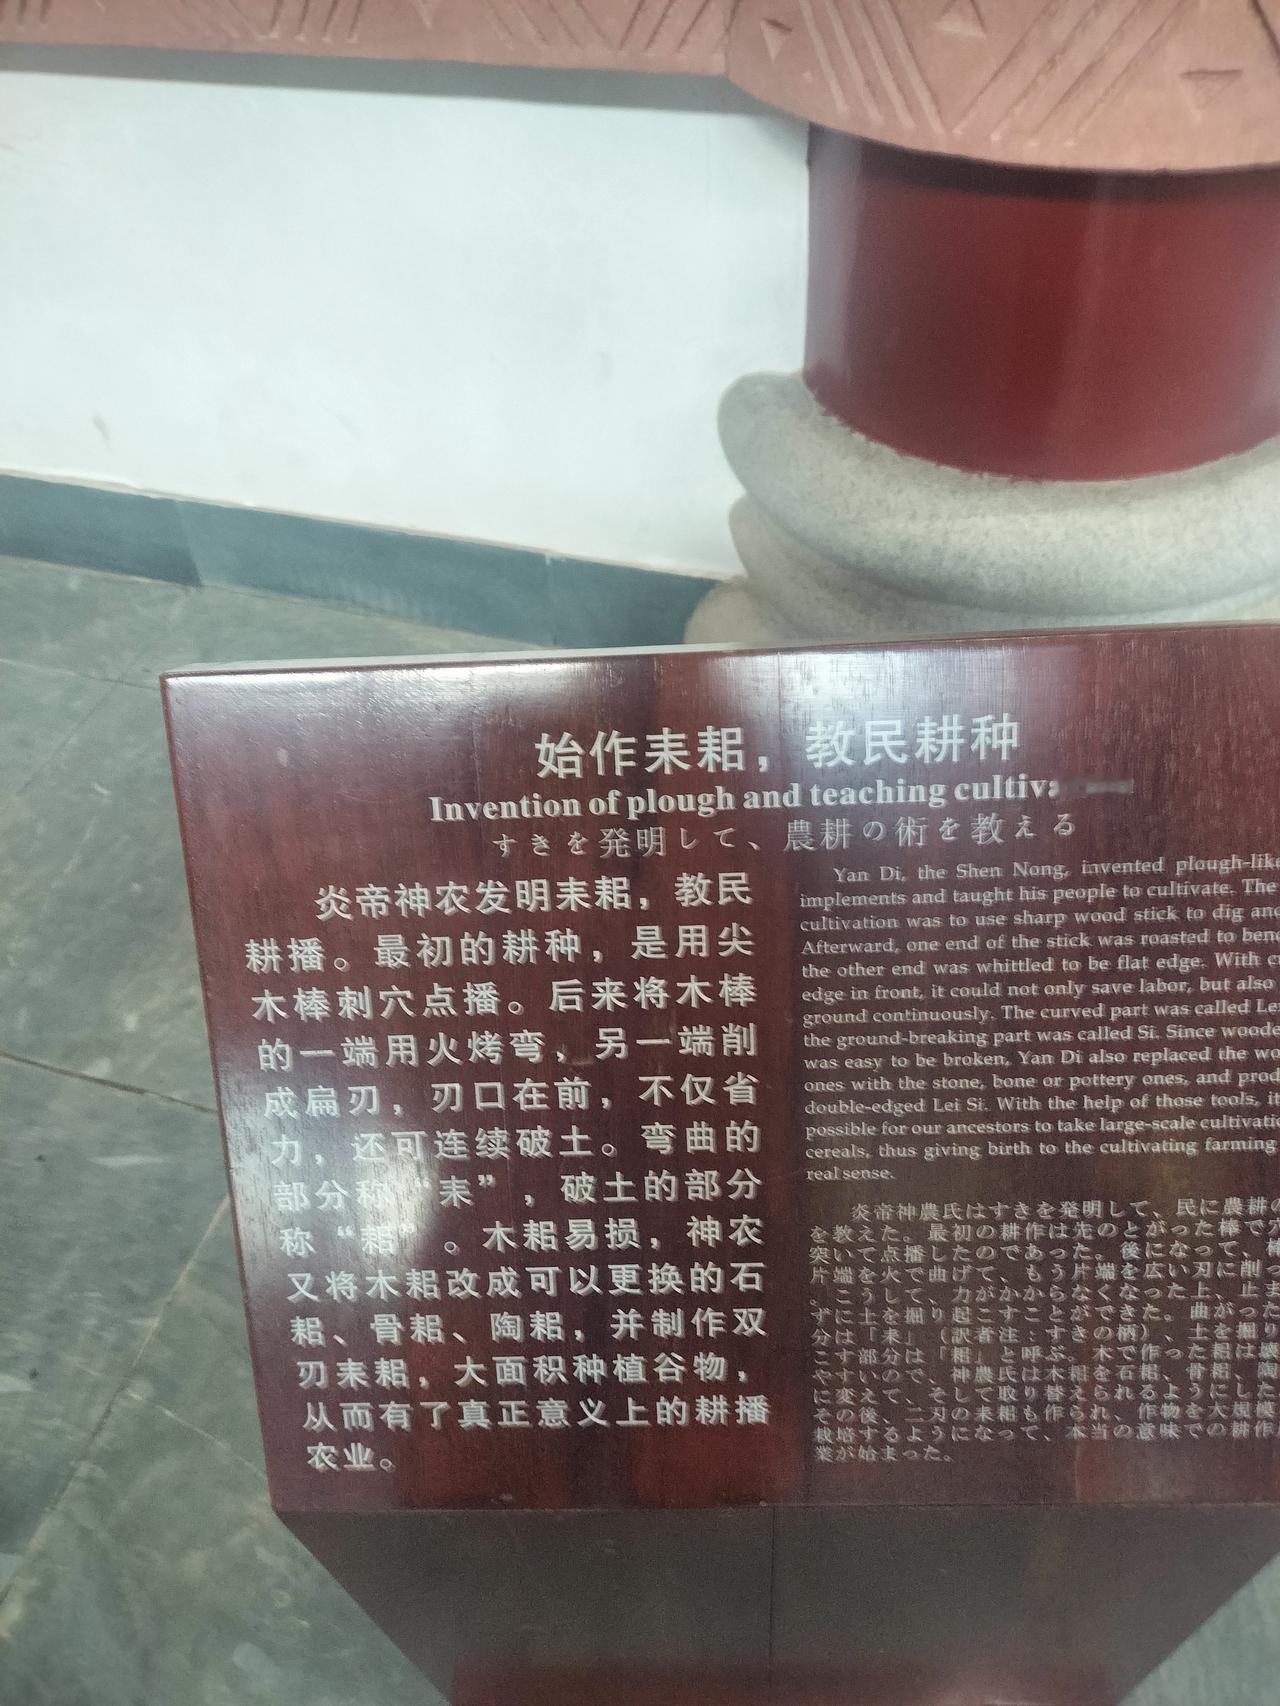 始作耒耜，教民耕种
Invention of plough and teaching
すきを発明して、農耕の術を教える
炎帝神农发明耒耜，教民
耕播。最初的耕种，是用尖
木棒刺穴点播。后来将木棒
的一端用火烤弯，另一端削
成扁刃，刃口在前，不仅省
力，还可连续破土。弯曲的
部分称“耒”，破土的部分
称“耜”。木耜易损，神农
又将木耜改成可以更换的石
耜、骨耜、陶耜，并制作双
刃耒耜，大面积种植谷物，
从而有了真正意义上的耕播
农业。
Yan Di, the Shen Nong, invented plough-like
implements and taught his people to cultivate. The
cultivation was to use sharp wood stick to dig and
Afterward, one end of the stick was roasted to bend
the other end was whittled to be flat edge. With
edge in front, it could not only save labor, but also
ground continuously. The curved part was called Lei
the ground-breaking part was called Si. Since
was easy to be broken, Yan Di also replaced the
ones with the stone, bone or pottery ones, and
double-edged Lei Si. With the help of those tools, it
possible for our ancestors to take large-scale
cereals, thus giving birth to the cultivating farming
real sense.
炎帝神農氏はすきを発明して、民に農耕の
を教えた。最初の耕作は先のとがった棒で穴
突いて点播したのであった。後になって、棒
片端を火で曲げて、もう片端を広い刃に削っ
。こうして、力がかからなくなった上、止ま
ずに土を掘り起こすことができた。曲がった
分は「耒」（訳者注：すきの柄）、土を掘り
こす部分は「耜」と呼ぶ。木で作った耜は壊
やすいので、神農氏は木耜を石耜、骨耜、陶
に変えて、そして取り替えられるようにした
その後、二刃の耒耜も作られ、作物を大規模
栽培するようになって、本当の意味での耕作
業が始まった。